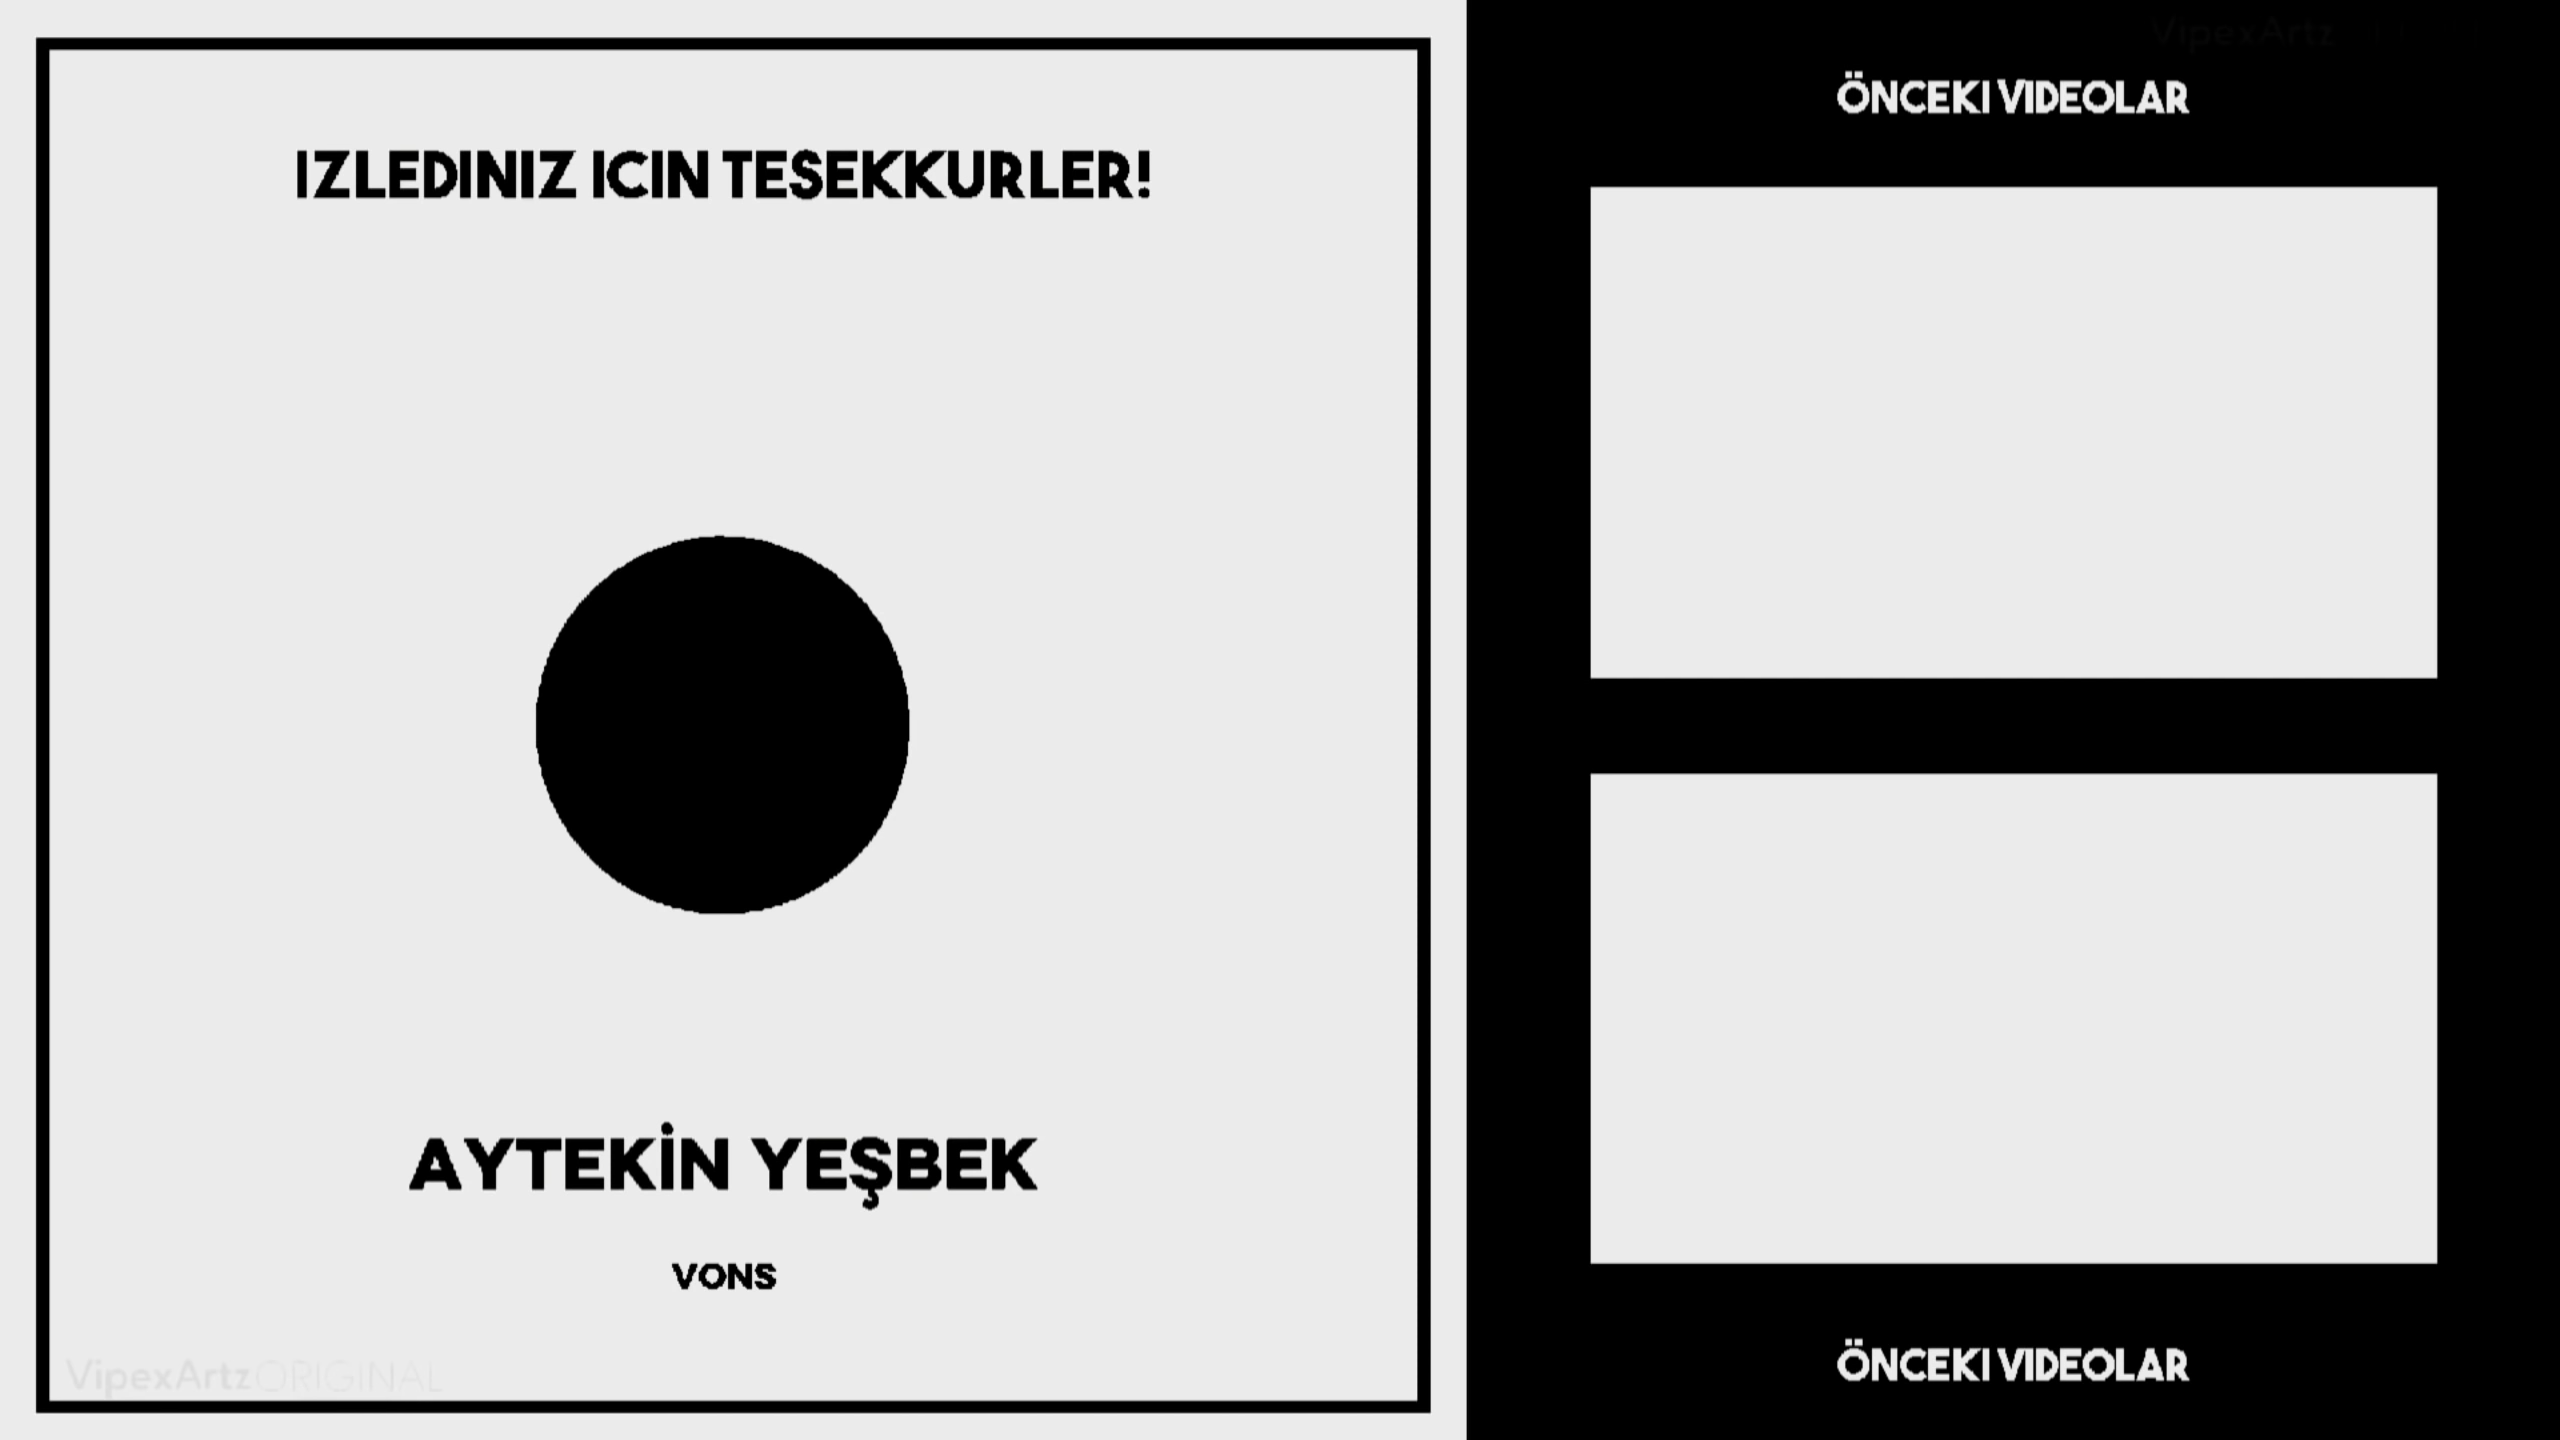 IZLEDINIZ ICIN TESEKKURLER!
AYTEKİN YEŞBEK
VONS
VipexArtzORIGINAL
VipexArtz
ÖNCEKI VIDEOLAR
ÖNCEKI VIDEOLAR